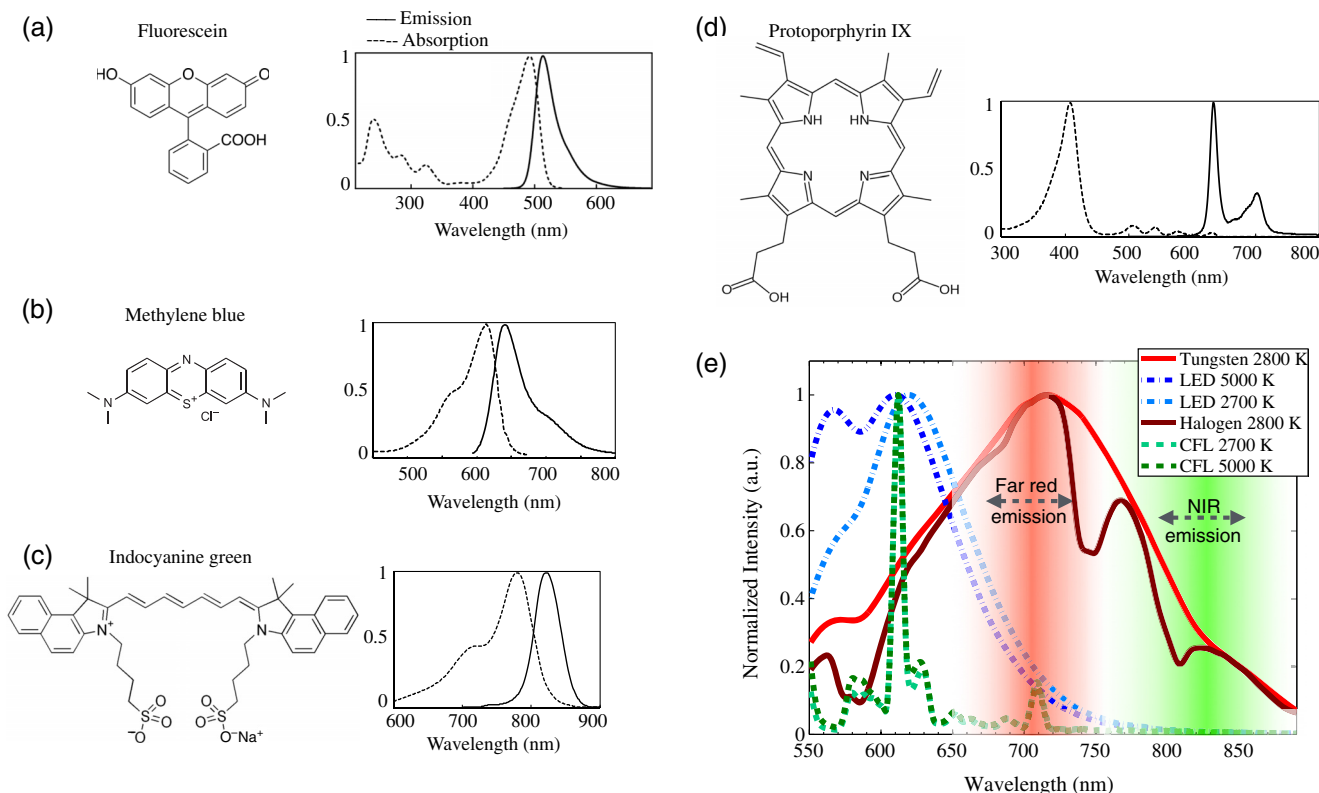 (a)
Fluorescein
Emission
Absorption
HO
O
O
COOH
1
0.5
0
300 400 500 600
Wavelength (nm)
(b)
Methylene blue
N
N
S+
N
Cl−
1
0.5
0
500 600 700 800
Wavelength (nm)
(c)
Indocyanine green
N+
N
O
S
O
−O
O
S
O
O−Na+
1
0.5
0
600 700 800 900
Wavelength (nm)
(d)
Protoporphyrin IX
NH HN
N N
O
OH
O
OH
1
0.5
0
300 400 500 600 700 800
Wavelength (nm)
(e)
Tungsten 2800 K
LED 5000 K
LED 2700 K
Halogen 2800 K
CFL 2700 K
CFL 5000 K
Far red
emission
NIR
emission
Normalized Intensity (a.u.)
1
0.8
0.6
0.4
0.2
0
550 600 650 700 750 800 850
Wavelength (nm)